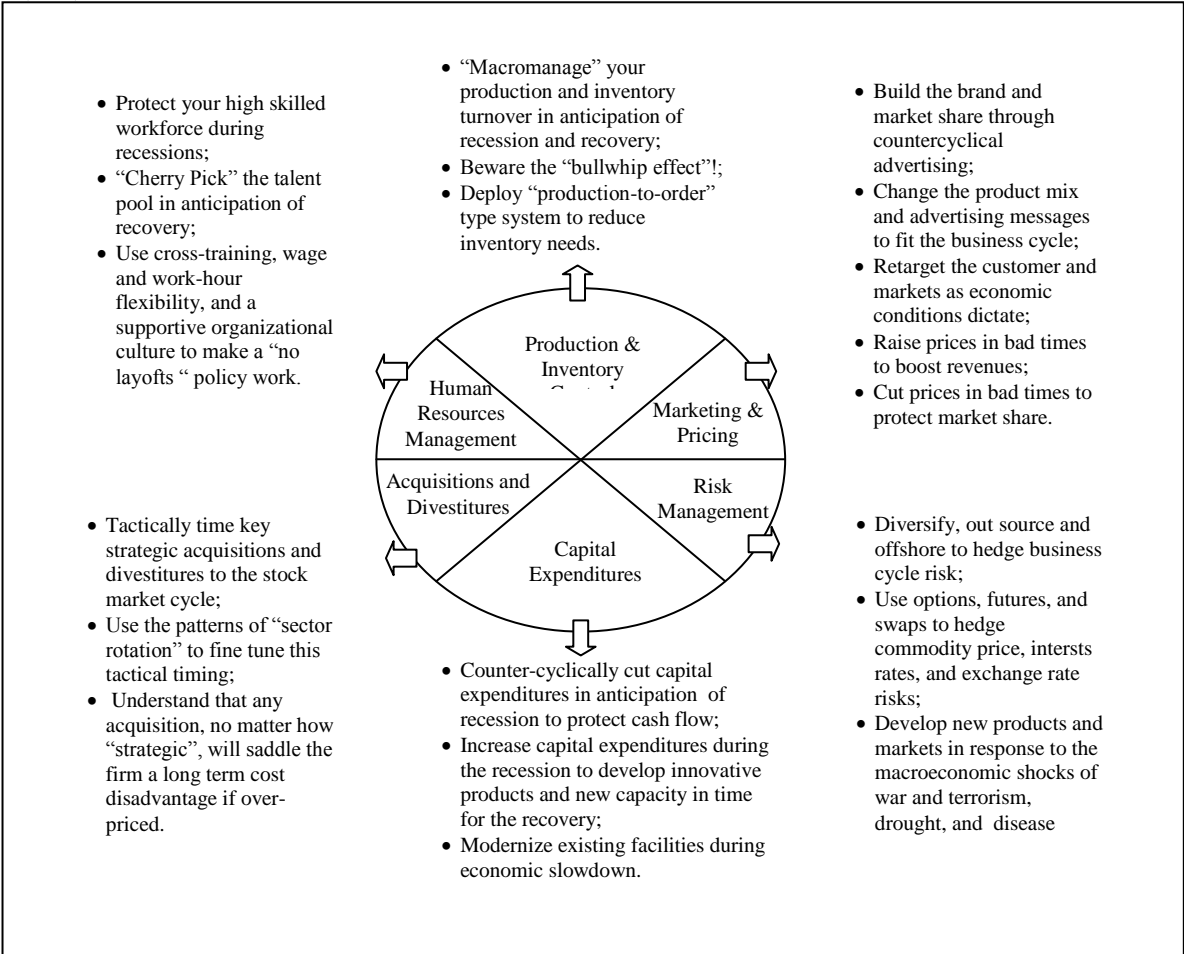 • Protect your high skilled
workforce during
recessions;
• “Cherry Pick” the talent
pool in anticipation of
recovery;
• Use cross-training, wage
and work-hour
flexibility, and a
supportive organizational
culture to make a “no
layofts “ policy work.
• “Macromanage” your
production and inventory
turnover in anticipation of
recession and recovery;
• Beware the “bullwhip effect”!;
• Deploy “production-to-order”
type system to reduce
inventory needs.
• Build the brand and
market share through
countercyclical
advertising;
• Change the product mix
and advertising messages
to fit the business cycle;
• Retarget the customer and
markets as economic
conditions dictate;
• Raise prices in bad times
to boost revenues;
• Cut prices in bad times to
protect market share.
Production &
Inventory
Human
Resources
Management
Marketing &
Pricing
Acquisitions and
Divestitures
Risk
Management
Capital
Expenditures
• Tactically time key
strategic acquisitions and
divestitures to the stock
market cycle;
• Use the patterns of “sector
rotation” to fine tune this
tactical timing;
• Understand that any
acquisition, no matter how
“strategic”, will saddle the
firm a long term cost
disadvantage if over-
priced.
• Counter-cyclically cut capital
expenditures in anticipation of
recession to protect cash flow;
• Increase capital expenditures during
the recession to develop innovative
products and new capacity in time
for the recovery;
• Modernize existing facilities during
economic slowdown.
• Diversify, out source and
offshore to hedge business
cycle risk;
• Use options, futures, and
swaps to hedge
commodity price, intersts
rates, and exchange rate
risks;
• Develop new products and
markets in response to the
macroeconomic shocks of
war and terrorism,
drought, and disease